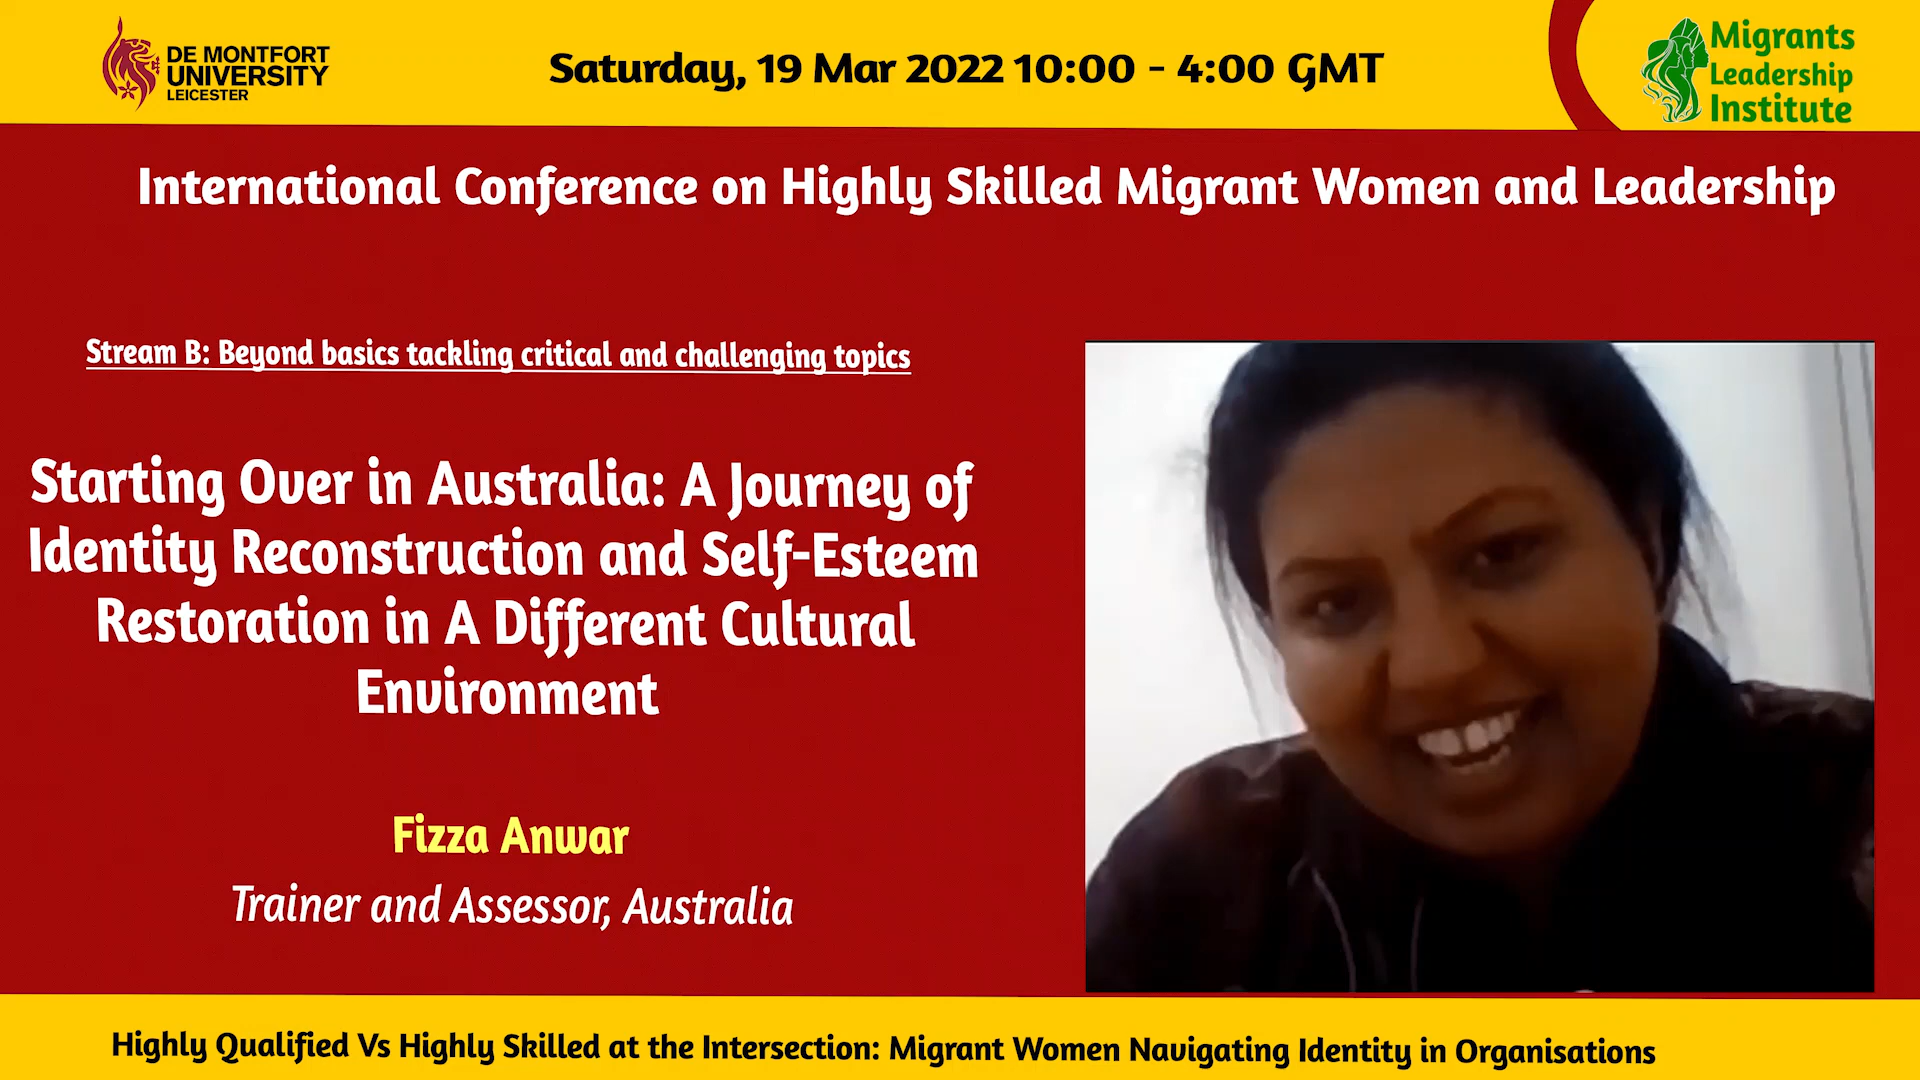 DE MONTFORT
UNIVERSITY
LEICESTER
Saturday, 19 Mar 2022 10:00 - 4:00 GMT
Migrants
Leadership
Institute
International Conference on Highly Skilled Migrant Women and Leadership
Stream B: Beyond basics tackling critical and challenging topics
Starting Over in Australia: A Journey of
Identity Reconstruction and Self-Esteem
Restoration in A Different Cultural
Environment
Fizza Anwar
Trainer and Assessor, Australia
Highly Qualified Vs Highly Skilled at the Intersection: Migrant Women Navigating Identity in Organisations